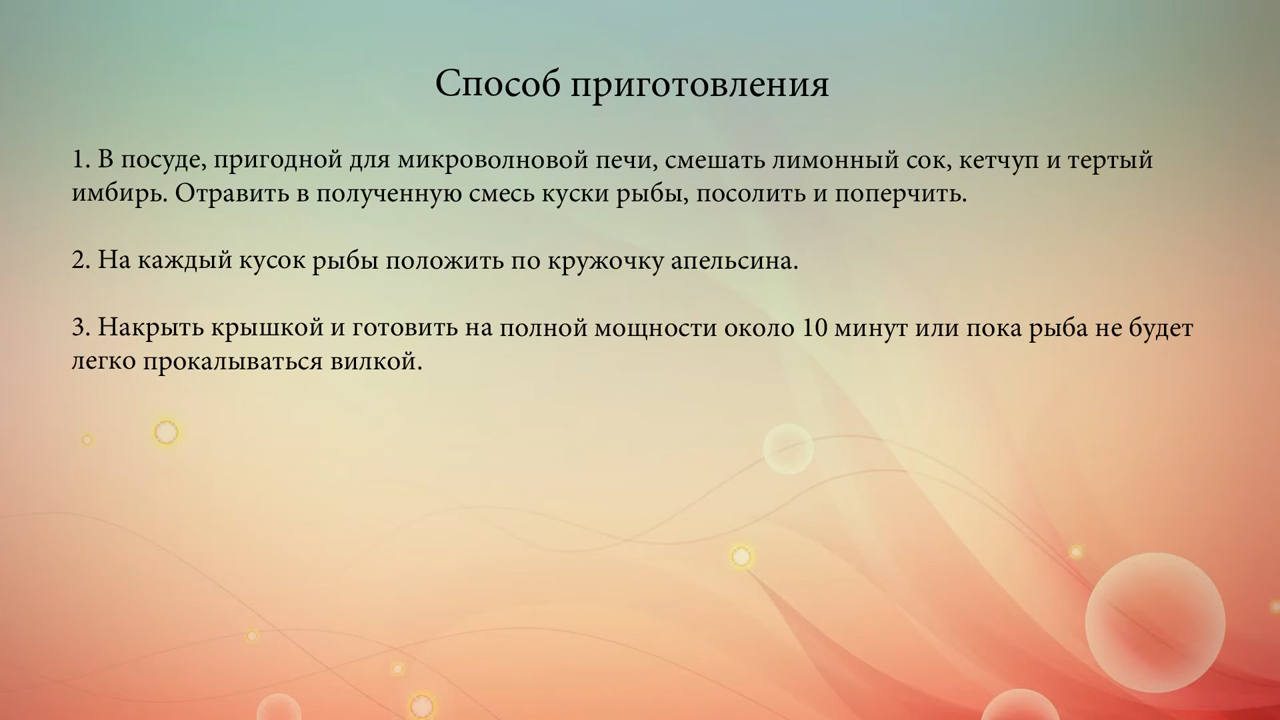 Способ приготовления
1. В посуде, пригодной для микроволновой печи, смешать лимонный сок, кетчуп и тертый
имбирь. Отравить в полученную смесь куски рыбы, посолить и поперчить.
2. На каждый кусок рыбы положить по кружочку апельсина.
3. Накрыть крышкой и готовить на полной мощности около 10 минут или пока рыба не будет
легко прокалываться вилкой.